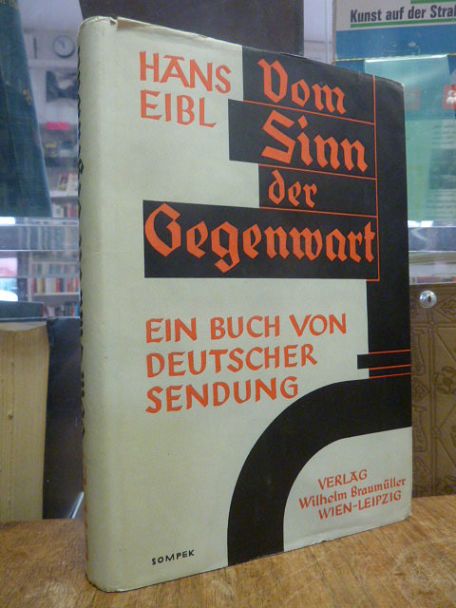 Kunst auf der Straß
HANS
EIBL
Vom
Sinn
der
Gegenwart
EIN BUCH VON
DEUTSCHER
SENDUNG
VERLAG
Wilhelm Braumüller
WIEN-LEIPZIG
SOMPEK